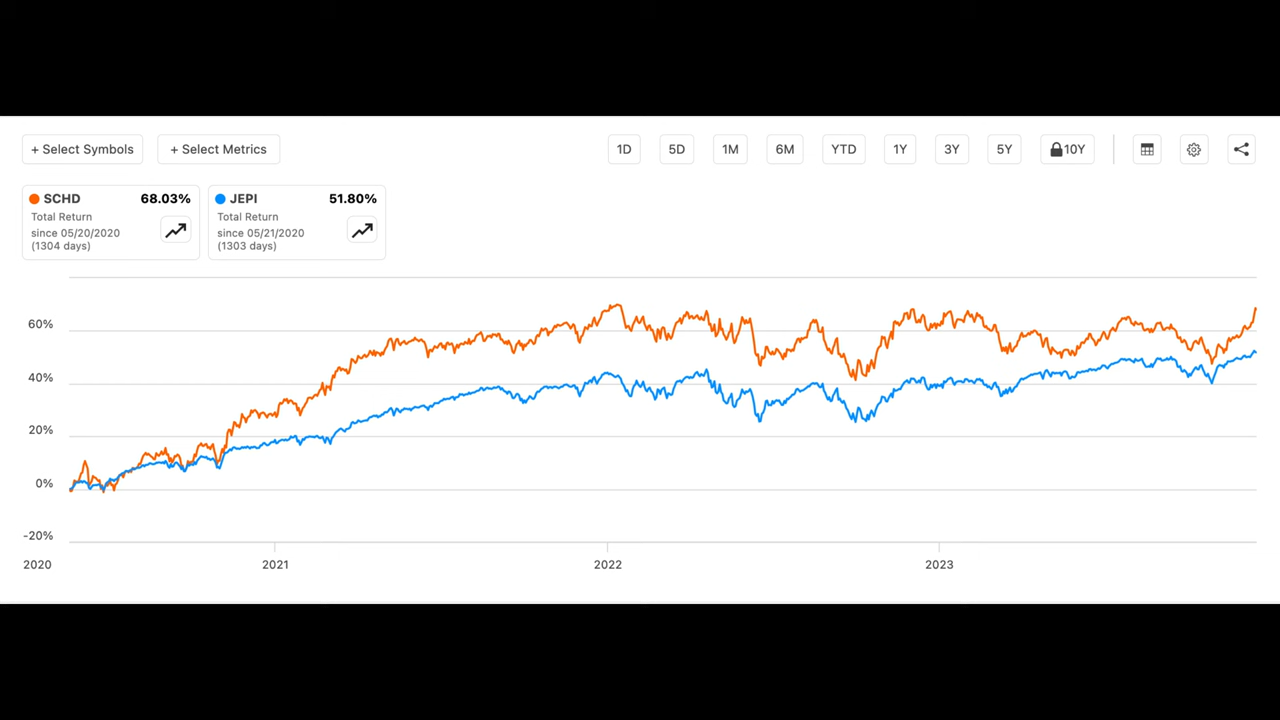 + Select Symbols
+ Select Metrics
1D
5D
1M
6M
YTD
1Y
3Y
5Y
10Y
SCHD 68.03%
Total Return
since 05/20/2020
(1304 days)
JEPI 51.80%
Total Return
since 05/21/2020
(1303 days)
60%
40%
20%
0%
-20%
2020
2021
2022
2023